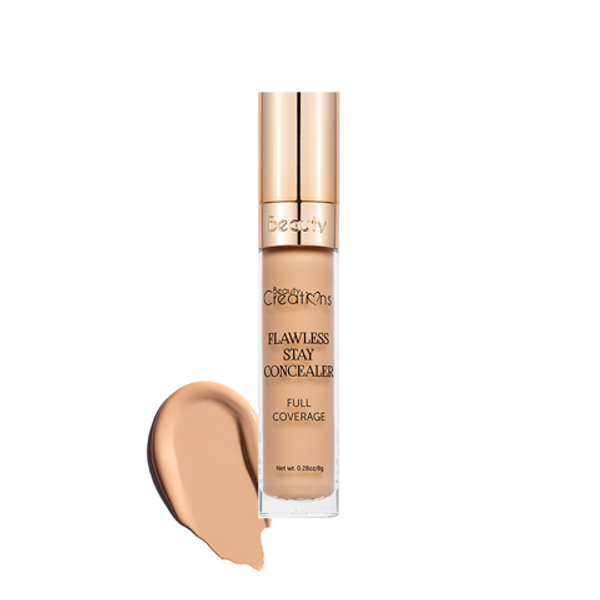 Beauty
Beauty
Creations
FLAWLESS
STAY
CONCEALER
FULL
COVERAGE
Net wt. 0.28oz/8g